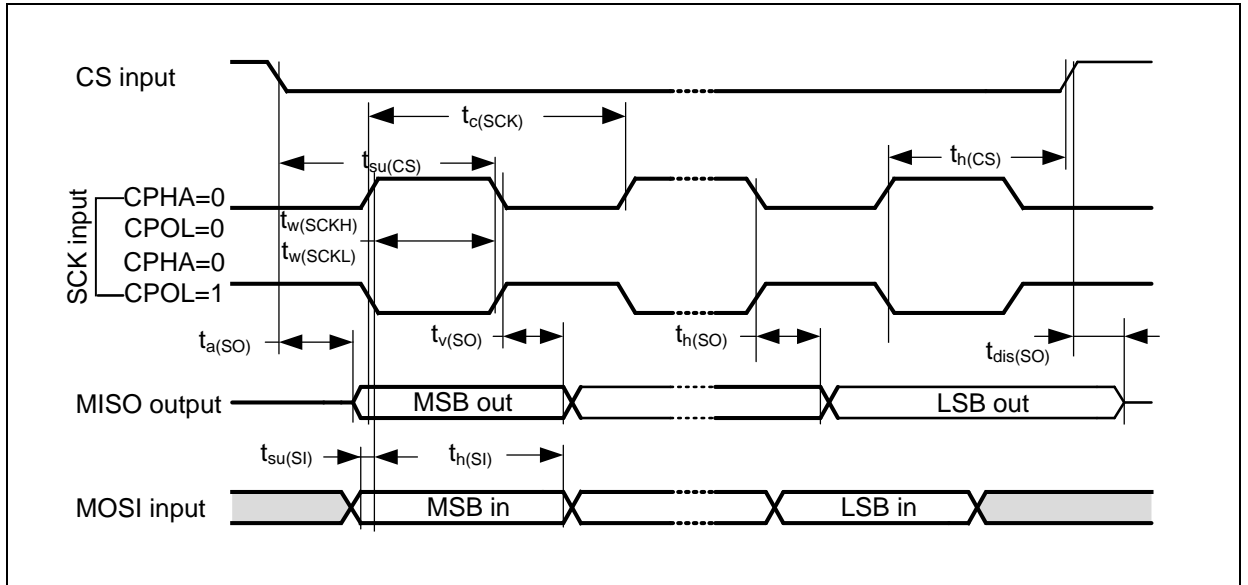 CS input
tc(SCK)
tsu(CS)
th(CS)
SCK input
CPHA=0
CPOL=0
CPHA=0
CPOL=1
tw(SCKH)
tw(SCKL)
ta(SO)
tv(SO)
th(SO)
tdis(SO)
MISO output
MSB out
LSB out
tsu(SI)
th(SI)
MOSI input
MSB in
LSB in